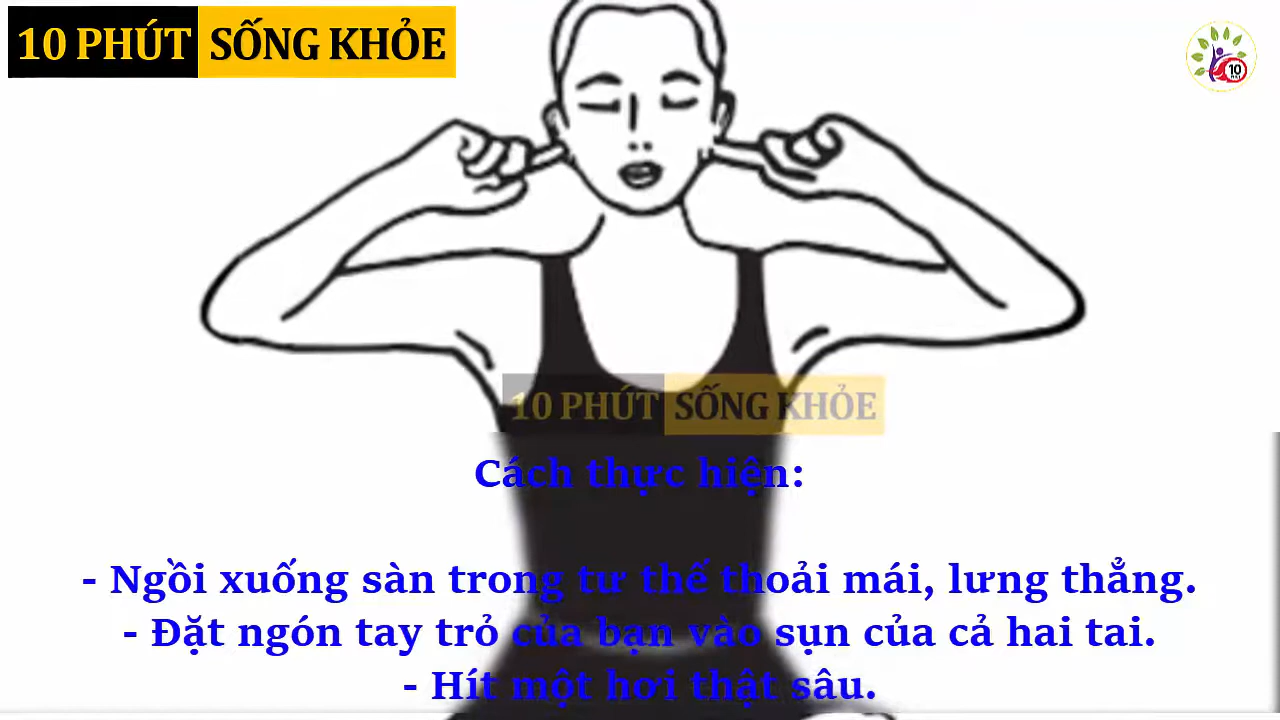 10 PHÚT SỐNG KHỎE
10
10 PHÚT SỐNG KHỎE
Cách thực hiện:
- Ngồi xuống sàn trong tư thế thoải mái, lưng thẳng.
- Đặt ngón tay trỏ của bạn vào sụn của cả hai tai.
- Hít một hơi thật sâu.